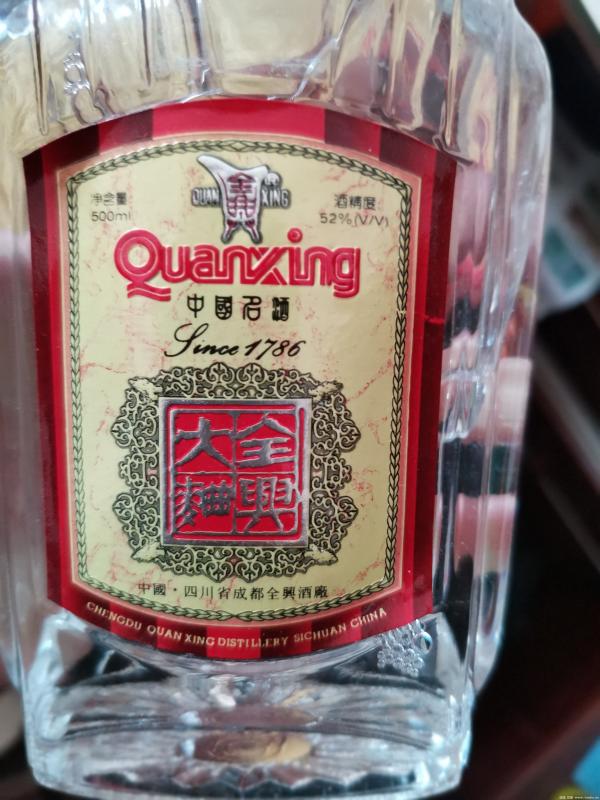 全興
QUAN XING
净含量
500ml
酒精度
52%(V/V)
Quanxing
中國名酒
Since 1786
全興
大麯
中國·四川省成都全興酒廠
CHENGDU QUAN XING DISTILLERY SICHUAN CHINA